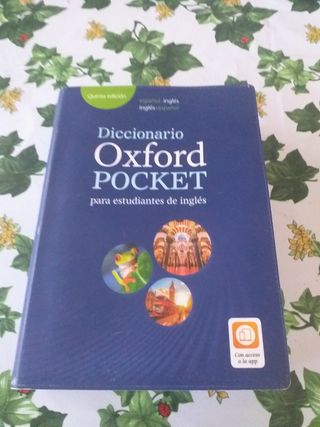 Quinta edición
español inglés
inglés español
Diccionario
Oxford
POCKET
para estudiantes de inglés
Con acceso
a la app